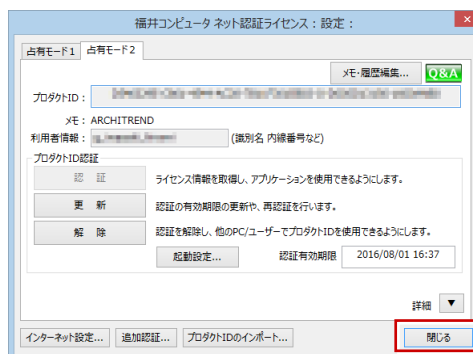 福井コンピュータ ネット認証ライセンス：設定：
×
占有モード1 占有モード2
メモ・履歴編集... Q&A
プロダクトID：
メモ： ARCHITREND
利用者情報： (識別名 内線番号など)
プロダクトID認証
認 証 ライセンス情報を取得し、アプリケーションを使用できるようにします。
更 新 認証の有効期限の更新や、再認証を行います。
解 除 認証を解除し、他のPC/ユーザーでプロダクトIDを使用できるようにします。
起動設定... 認証有効期限 2016/08/01 16:37
詳細 ▼
インターネット設定... 追加認証... プロダクトIDのインポート... 閉じる